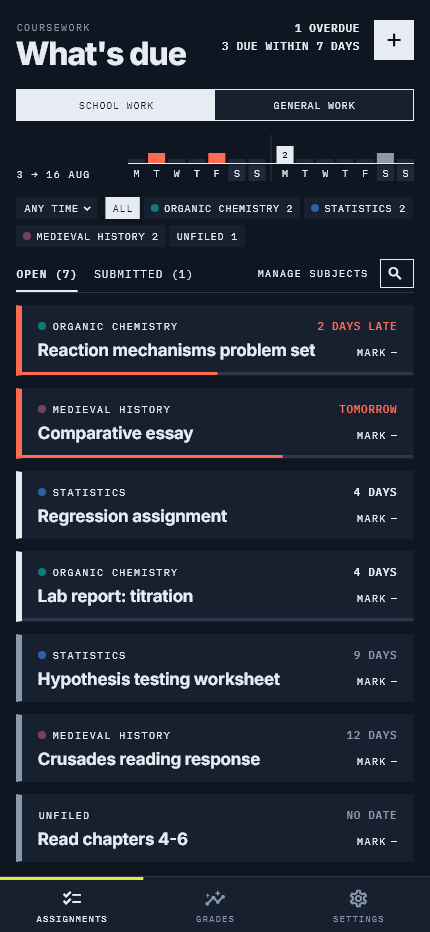 COURSEWORK
What's due
1 OVERDUE
3 DUE WITHIN 7 DAYS
+
SCHOOL WORK
GENERAL WORK
2
3 → 16 AUG
M T W T F S S M T W T F S S
ANY TIME
ALL
ORGANIC CHEMISTRY 2
STATISTICS 2
MEDIEVAL HISTORY 2
UNFILED 1
OPEN (7)
SUBMITTED (1)
MANAGE SUBJECTS
ORGANIC CHEMISTRY
2 DAYS LATE
Reaction mechanisms problem set
MARK –
MEDIEVAL HISTORY
TOMORROW
Comparative essay
MARK –
STATISTICS
4 DAYS
Regression assignment
MARK –
ORGANIC CHEMISTRY
4 DAYS
Lab report: titration
MARK –
STATISTICS
9 DAYS
Hypothesis testing worksheet
MARK –
MEDIEVAL HISTORY
12 DAYS
Crusades reading response
MARK –
UNFILED
NO DATE
Read chapters 4-6
MARK –
ASSIGNMENTS
GRADES
SETTINGS